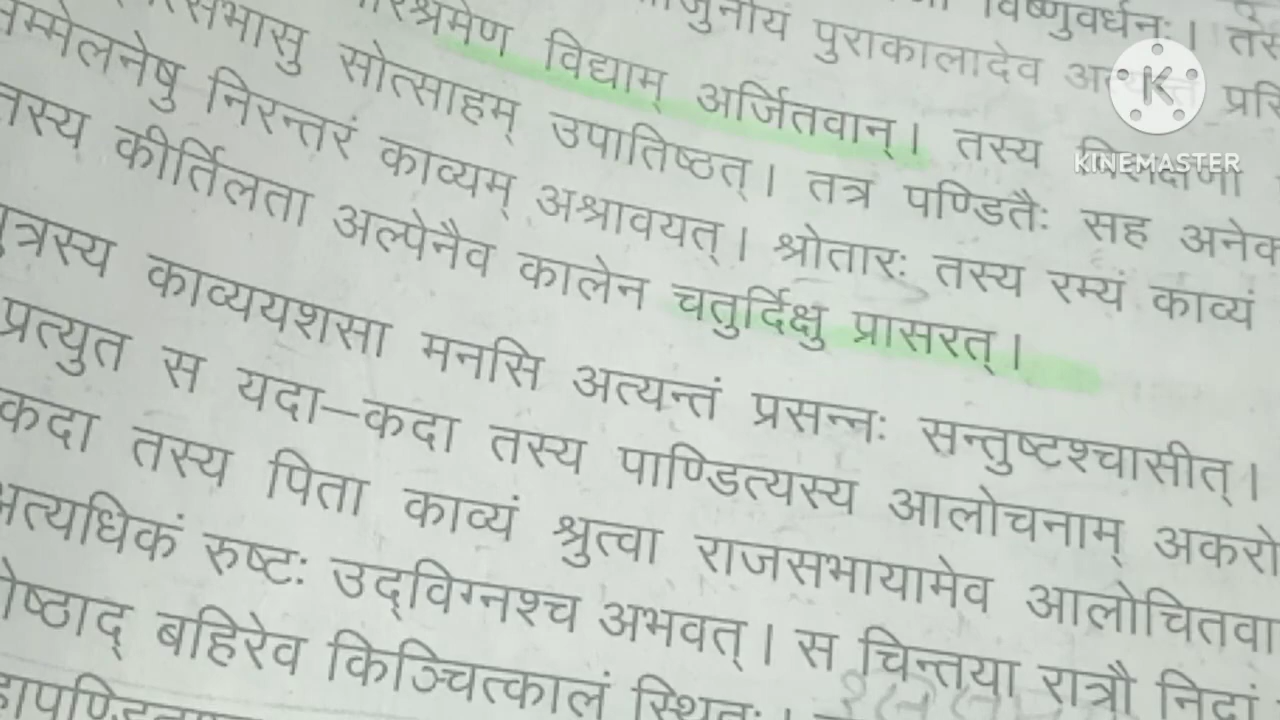 विष्णुवर्धनः। 
पुराकालादेव
परिश्रमेण विद्याम् अर्जितवान्। तस्य
सोत्साहम् उपातिष्ठत्। तत्र पण्डितैः सह अनेक
सम्मेलनेषु निरन्तरं काव्यम् अश्रावयत्। श्रोतारः तस्य रम्यं काव्यं
तस्य कीर्तिलता अल्पेनैव कालेन चतुर्दिक्षु प्रासरत्।
पुत्रस्य काव्ययशसा मनसि अत्यन्तं प्रसन्नः सन्तुष्टश्चासीत्।
प्रत्युत स यदा–कदा तस्य पाण्डित्यस्य आलोचनाम् अकरो
कदा तस्य पिता काव्यं श्रुत्वा राजसभायामेव आलोचितवा
अत्यधिकं रुष्टः उद्विग्नश्च अभवत्। स चिन्तया रात्रौ निद्रां
बहिरेव किञ्चित्कालं स्थितः।
KINEMASTER